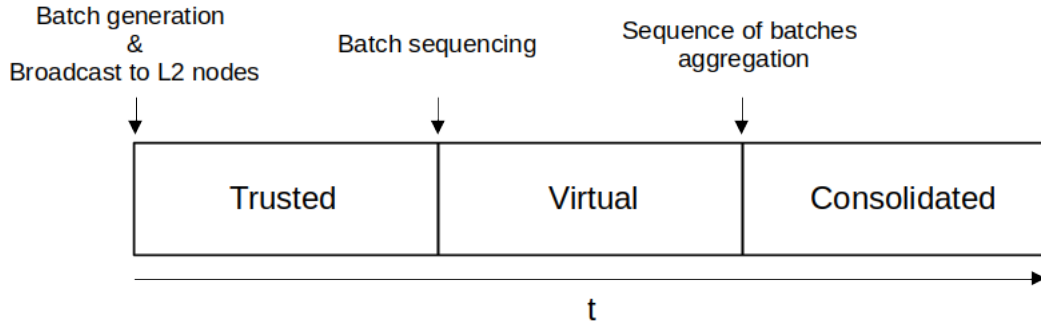 Batch generation
&
Broadcast to L2 nodes
Batch sequencing
Sequence of batches
aggregation
Trusted
Virtual
Consolidated
t